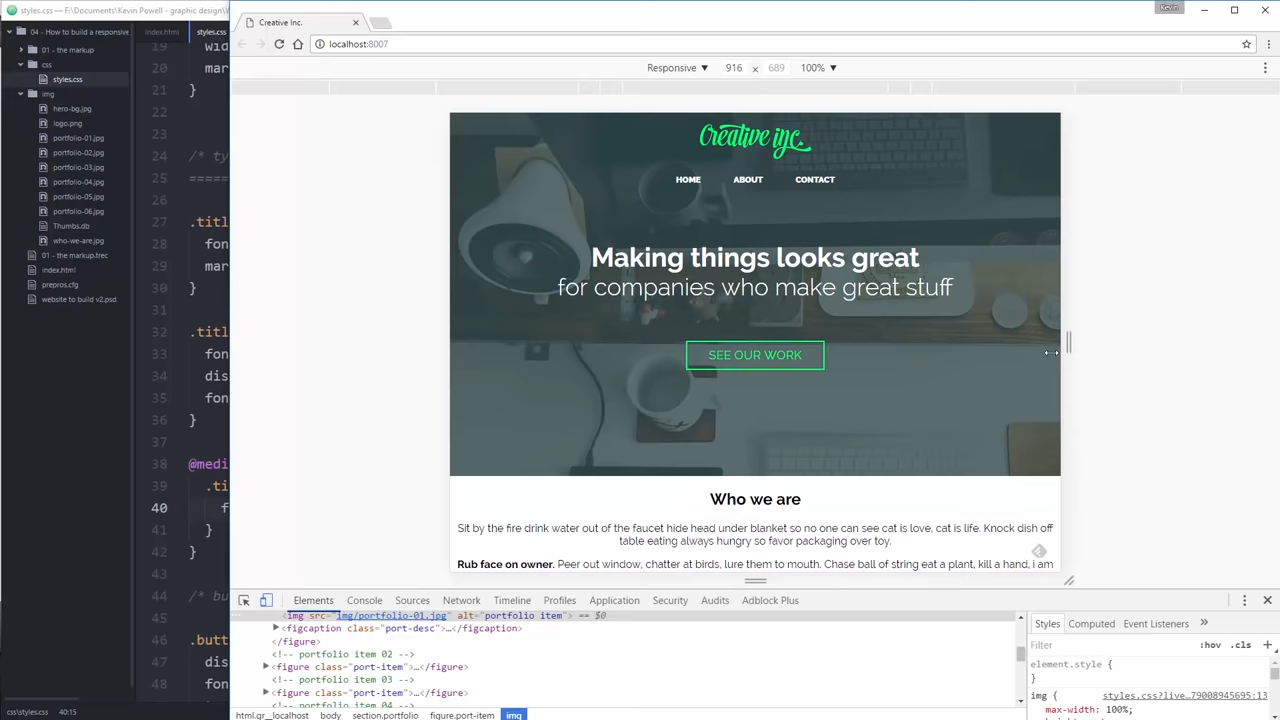 styles.css — F:\Documents\Kevin Powell - graphic design\V
Kevin
04 - How to build a responsive
01 - the markup
css
styles.css
img
hero-bg.jpg
logo.png
portfolio-01.jpg
portfolio-02.jpg
portfolio-03.jpg
portfolio-04.jpg
portfolio-05.jpg
portfolio-06.jpg
Thumbs.db
who-we-are.jpg
01 - the markup.trec
index.html
prepros.cfg
website to build v2.psd
css\styles.css 40:15
index.html styles.css
19 wid
20 mar
21 }
22
23
24 /* ty
25 =====
26
27 .titl
28 fon
29 mar
30 }
31
32 .titl
33 fon
34 dis
35 fon
36 }
37
38 @medi
39 .ti
40 f
41 }
42 }
43
44 /* bu
45
46 .butt
47 dis
48 fon
Creative Inc.
localhost:8007
Responsive 916 x 689 100%
Creative inc.
HOME ABOUT CONTACT
Making things looks great
for companies who make great stuff
SEE OUR WORK
Who we are
Sit by the fire drink water out of the faucet hide head under blanket so no one can see cat is love, cat is life. Knock dish off
table eating always hungry so favor packaging over toy.
Rub face on owner. Peer out window, chatter at birds, lure them to mouth. Chase ball of string eat a plant, kill a hand, i am
Elements Console Sources Network Timeline Profiles Application Security Audits Adblock Plus
<img src="img/portfolio-01.jpg" alt="portfolio item"> == $0
<figcaption class="port-desc">…</figcaption>
</figure>
<!-- portfolio item 02 -->
<figure class="port-item">…</figure>
<!-- portfolio item 03 -->
<figure class="port-item">…</figure>
<!-- portfolio item 04 -->
html.gr__localhost body section.portfolio figure.port-item img
Styles Computed Event Listeners »
Filter :hov .cls +
element.style {
}
img { styles.css?live…79008945695:13
max-width: 100%;